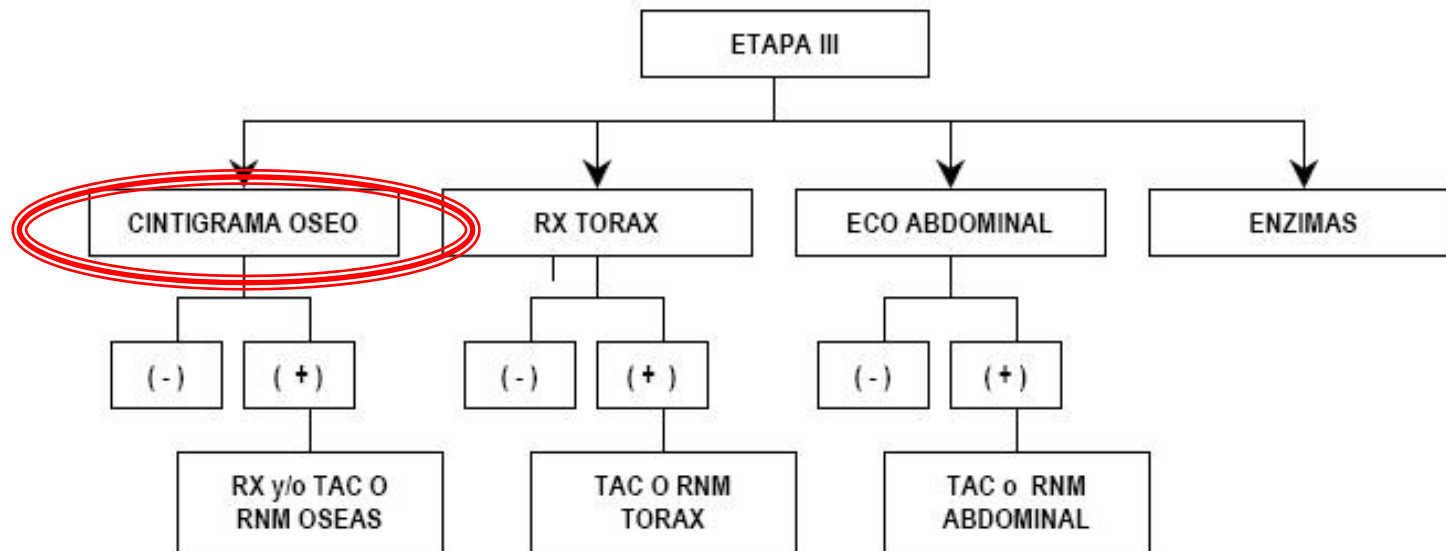 ETAPA III
CINTIGRAMA OSEO
RX TORAX
ECO ABDOMINAL
ENZIMAS
( - )
( + )
( - )
( + )
( - )
( + )
RX y/o TAC O
RNM OSEAS
TAC O RNM
TORAX
TAC o RNM
ABDOMINAL